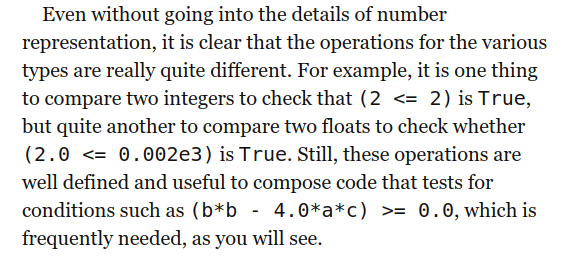 Even without going into the details of number
representation, it is clear that the operations for the various
types are really quite different. For example, it is one thing
to compare two integers to check that (2 <= 2) is True,
but quite another to compare two floats to check whether
(2.0 <= 0.002e3) is True. Still, these operations are
well defined and useful to compose code that tests for
conditions such as (b*b - 4.0*a*c) >= 0.0, which is
frequently needed, as you will see.